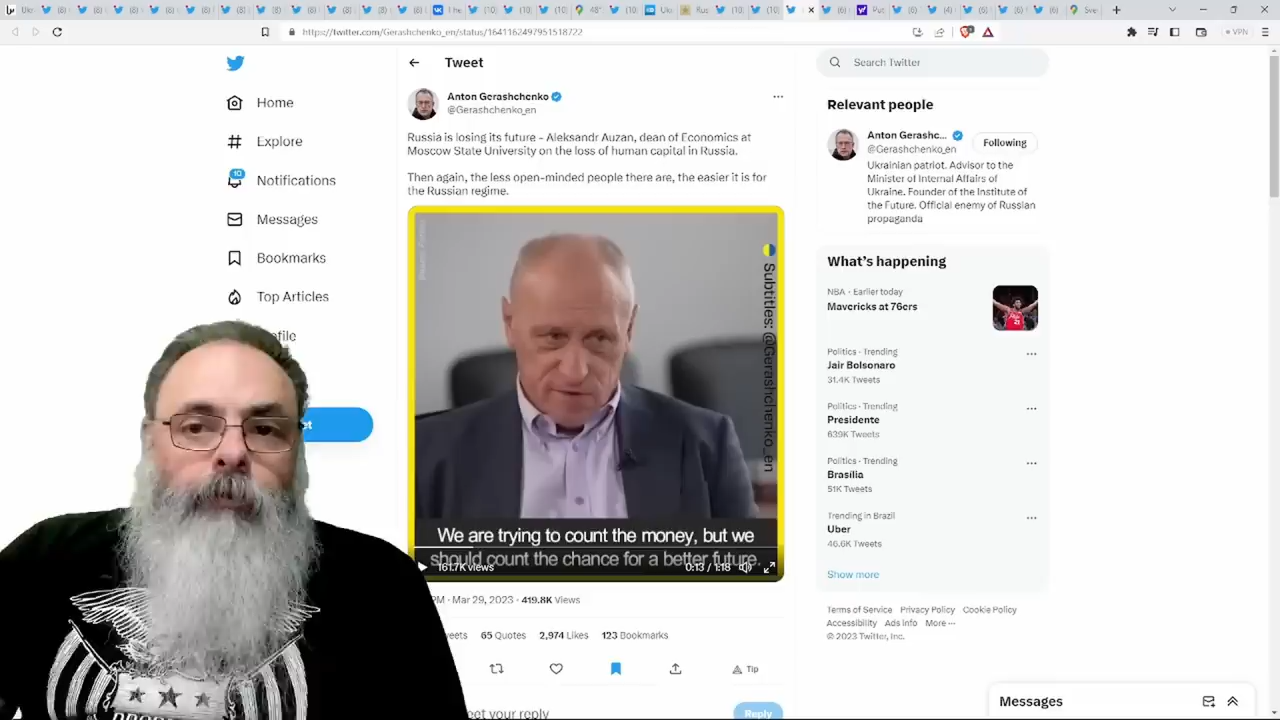 https://twitter.com/Gerashchenko_en/status/1641162497951518722
VPN
Home
Explore
10
Notifications
Messages
Bookmarks
Top Articles
Tweet
Anton Gerashchenko
@Gerashchenko_en
Russia is losing its future - Aleksandr Auzan, dean of Economics at
Moscow State University on the loss of human capital in Russia.
Then again, the less open-minded people there are, the easier it is for
the Russian regime.
Subtitles: @Gerashchenko_en
We are trying to count the money, but we
should count the chance for a better future.
161.7K views
0:13 / 1:18
Mar 29, 2023 · 419.8K Views
65 Quotes
2,974 Likes
123 Bookmarks
Tip
your reply
Reply
Search Twitter
Relevant people
Anton Gerashc...
@Gerashchenko_en
Following
Ukrainian patriot. Advisor to the
Minister of Internal Affairs of
Ukraine. Founder of the Institute of
the Future. Official enemy of Russian
propaganda
What's happening
NBA · Earlier today
Mavericks at 76ers
Politics · Trending
Jair Bolsonaro
31.4K Tweets
Politics · Trending
Presidente
639K Tweets
Politics · Trending
Brasília
51K Tweets
Trending in Brazil
Uber
46.6K Tweets
Show more
Terms of Service Privacy Policy Cookie Policy
Accessibility Ads info More ···
© 2023 Twitter, Inc.
Messages